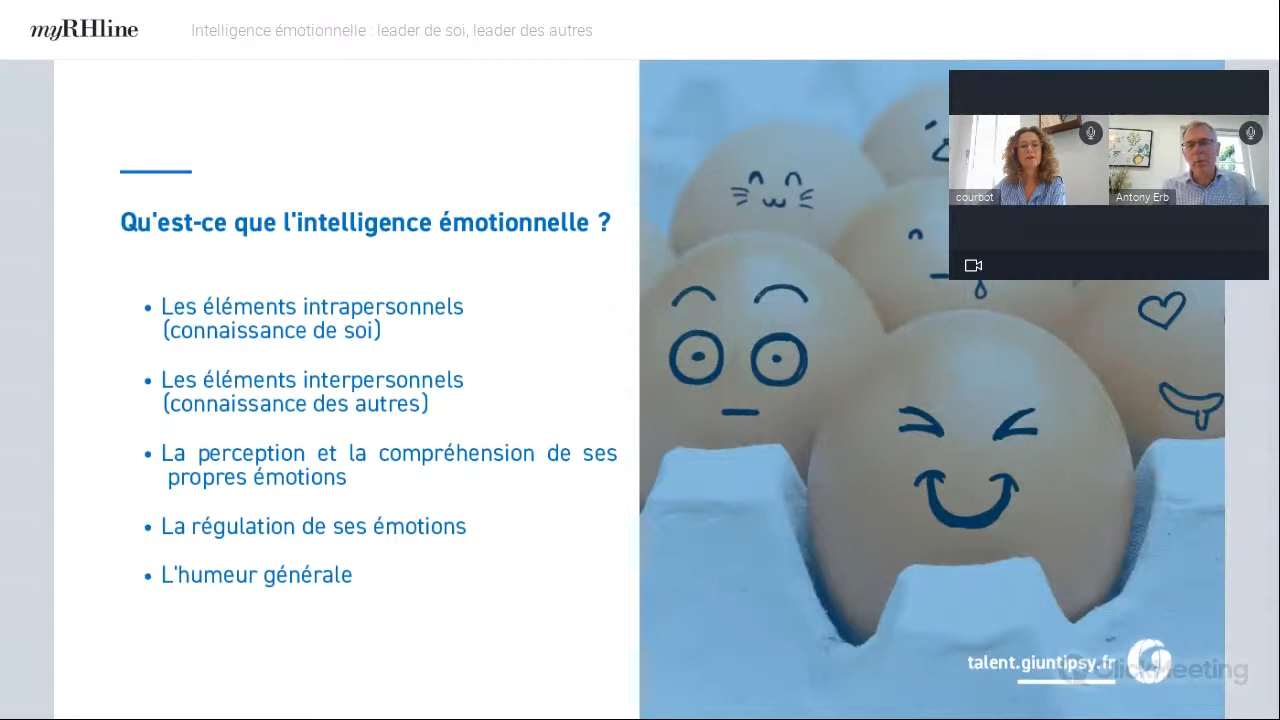 myRHline
Intelligence émotionnelle : leader de soi, leader des autres
courbot
Antony Erb
Qu'est-ce que l'intelligence émotionnelle ?
• Les éléments intrapersonnels
(connaissance de soi)
• Les éléments interpersonnels
(connaissance des autres)
• La perception et la compréhension de ses
propres émotions
• La régulation de ses émotions
• L'humeur générale
talent.giuntipsy.fr
ClickMeeting